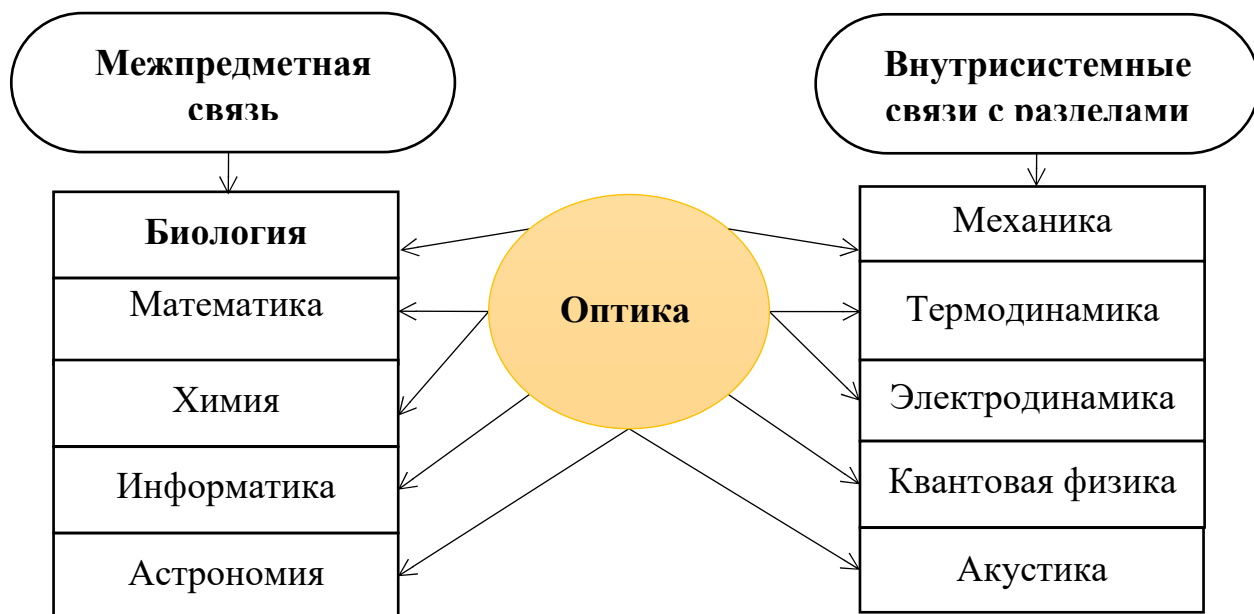 Межпредметная
связь
Внутрисистемные
связи с разделами
Биология
Математика
Химия
Информатика
Астрономия
Оптика
Механика
Термодинамика
Электродинамика
Квантовая физика
Акустика